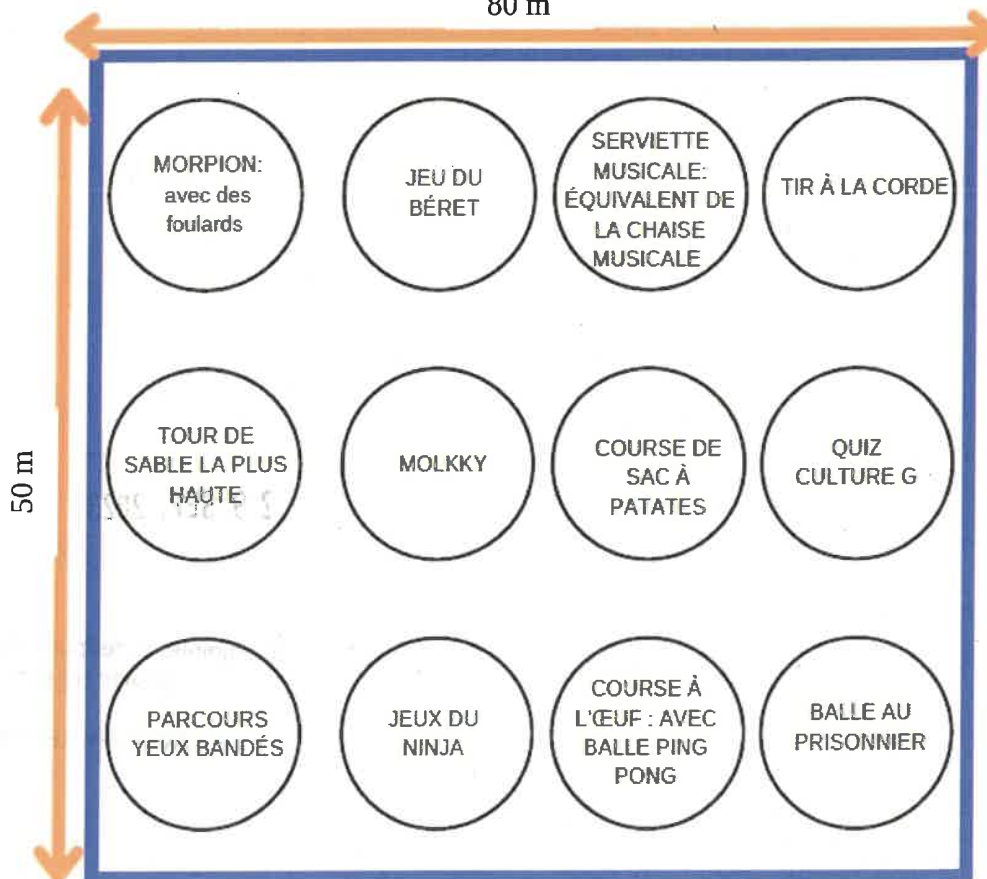 80 m
50 m
MORPION:
avec des
foulards
JEU DU
BÉRET
SERVIETTE
MUSICALE:
ÉQUIVALENT DE
LA CHAISE
MUSICALE
TIR À LA CORDE
TOUR DE
SABLE LA PLUS
HAUTE
MOLKKY
COURSE DE
SAC À
PATATES
QUIZ
CULTURE G
PARCOURS
YEUX BANDÉS
JEUX DU
NINJA
COURSE À
L'ŒUF : AVEC
BALLE PING
PONG
BALLE AU
PRISONNIER